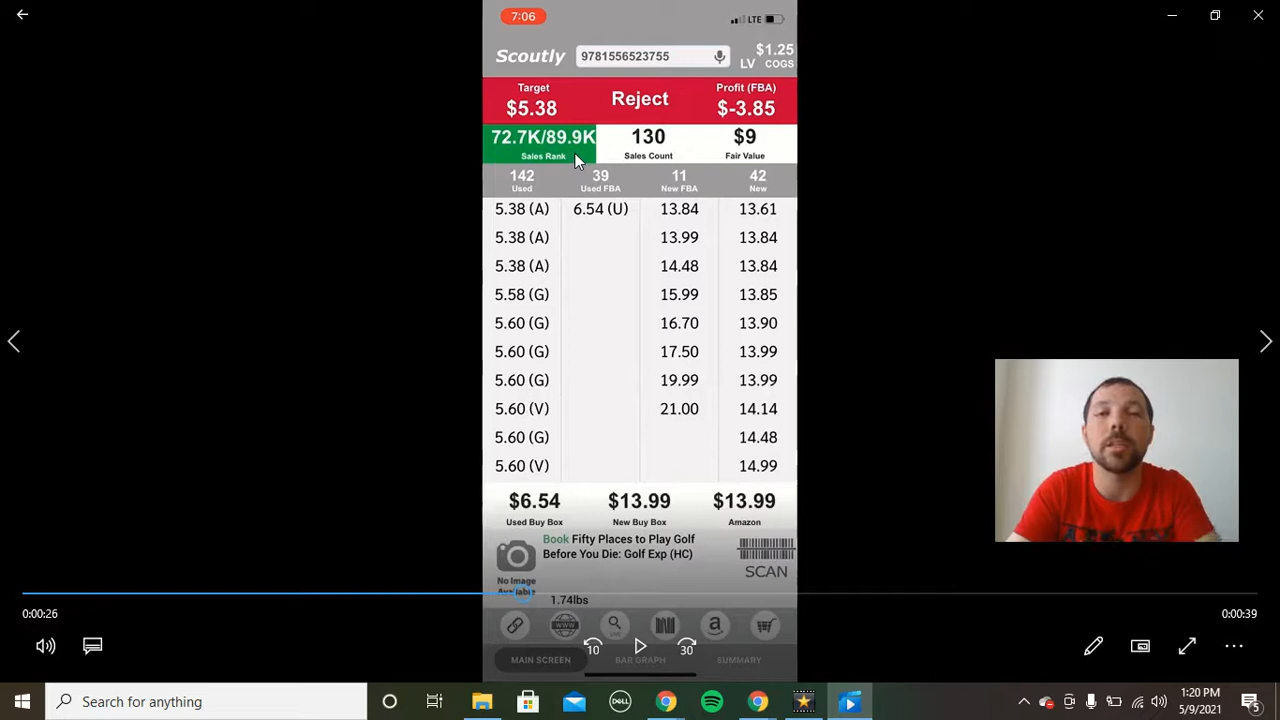 7:06
LTE
Scoutly
9781556523755
LV
$1.25
COGS
Target
$5.38
Reject
Profit (FBA)
$-3.85
72.7K/89.9K
Sales Rank
130
Sales Count
$9
Fair Value
142
Used
39
Used FBA
11
New FBA
42
New
5.38 (A) 6.54 (U) 13.84 13.61
5.38 (A) 13.99 13.84
5.38 (A) 14.48 13.84
5.58 (G) 15.99 13.85
5.60 (G) 16.70 13.90
5.60 (G) 17.50 13.99
5.60 (G) 19.99 13.99
5.60 (V) 21.00 14.14
5.60 (G) 14.48
5.60 (V) 14.99
$6.54
Used Buy Box
$13.99
New Buy Box
$13.99
Amazon
No Image
Available
Book Fifty Places to Play Golf
Before You Die: Golf Exp (HC)
1.74lbs
SCAN
0:00:26
0:00:39
WWW
LIVE
a
10
30
MAIN SCREEN
BAR GRAPH
SUMMARY
Search for anything
DELL
1:20 PM
5/9/2021
5